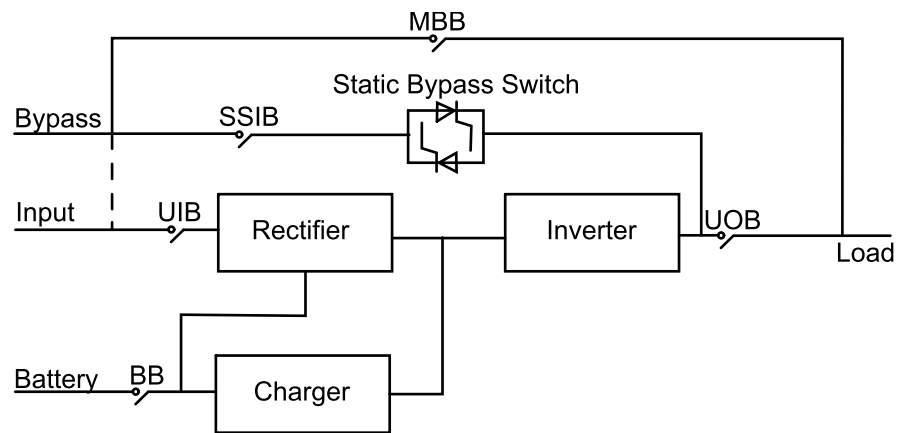 MBB
Static Bypass Switch
Bypass
SSIB
Input
UIB
Rectifier
Inverter
UOB
Load
Battery
BB
Charger